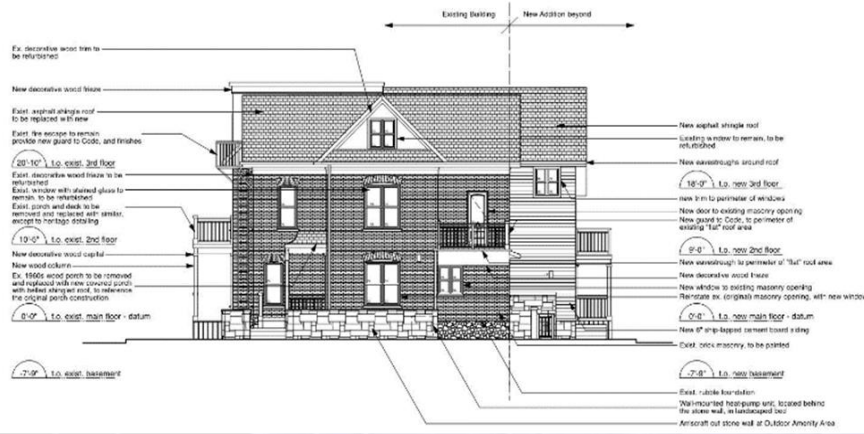 Existing Building
New Addition beyond
Ex. decorative wood trim to
be refurbished
New decorative wood frieze
Exist. asphalt shingle roof
to be replaced with new
Exist. fire escape to remain
provide new guard to Code, and finishes
20'-10" t.o. exist. 3rd floor
Exist. decorative wood frieze to be
refurbished
Exist. window with stained glass to
remain, to be refurbished
Exist. porch and deck to be
removed and replaced with similar,
except to heritage detailing
10'-6" t.o. exist. 2nd floor
New decorative wood capital
New wood column
Ex. 1960s wood porch to be removed
and replaced with new covered porch
with belled shingled roof, to reference
the original porch construction
0'-0" t.o. exist. main floor - datum
-7'-9" t.o. exist. basement
New asphalt shingle roof
Existing window to remain, to be
refurbished
New eavestroughs around roof
18'-0" t.o. new 3rd floor
new trim to perimeter of windows
New door to existing masonry opening
New guard to Code, to perimeter of
existing "flat" roof area
9'-0" t.o. new 2nd floor
New eavestrough to perimeter of "flat" roof area
New decorative wood frieze
New window to existing masonry opening
Reinstate ex. (original) masonry opening, with new window
0'-0" t.o. new main floor - datum
New 6" ship-lapped cement board siding
Exist. brick masonry, to be painted
-7'-9" t.o. new basement
Exist. rubble foundation
Wall-mounted heat-pump unit, located behind
the stone wall, in landscaped bed
Arriscraft cut stone wall at Outdoor Amenity Area